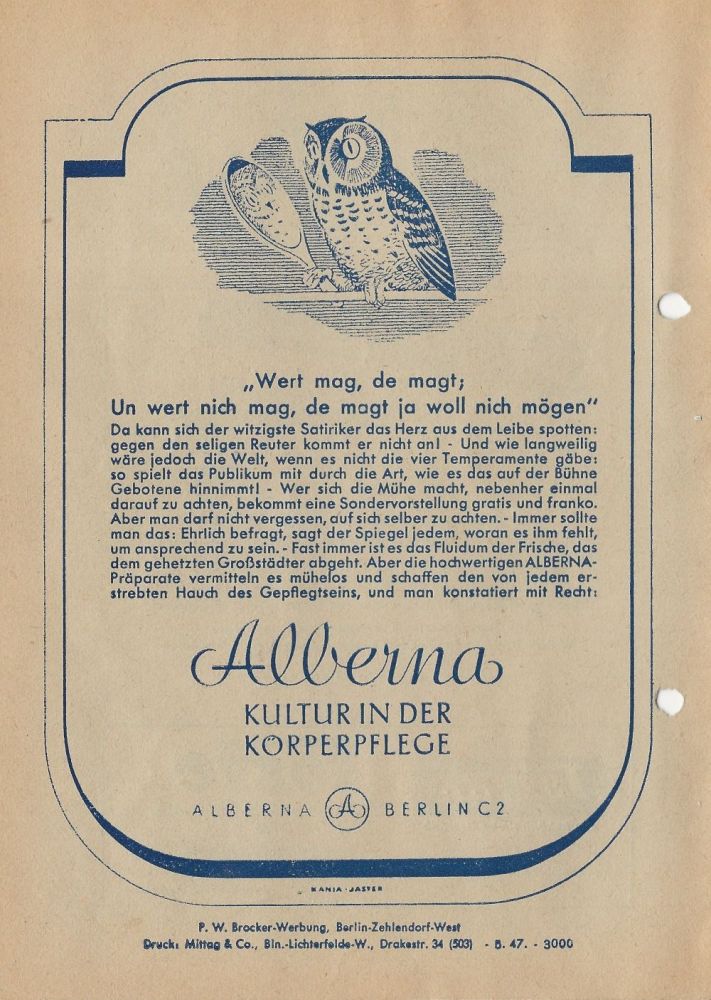 „Wert mag, de magt;
Un wert nich mag, de magt ja woll nich mögen“
Da kann sich der witzigste Satiriker das Herz aus dem Leibe spotten:
gegen den seligen Reuter kommt er nicht an! - Und wie langweilig
wäre jedoch die Welt, wenn es nicht die vier Temperamente gäbe:
so spielt das Publikum mit durch die Art, wie es das auf der Bühne
Gebotene hinnimmt! - Wer sich die Mühe macht, nebenher einmal
darauf zu achten, bekommt eine Sondervorstellung gratis und franko.
Aber man darf nicht vergessen, auf sich selber zu achten. - Immer sollte
man das: Ehrlich befragt, sagt der Spiegel jedem, woran es ihm fehlt,
um ansprechend zu sein. - Fast immer ist es das Fluidum der Frische, das
dem gehetzten Großstädter abgeht. Aber die hochwertigen ALBERNA-
Präparate vermitteln es mühelos und schaffen den von jedem er-
strebten Hauch des Gepflegtseins, und man konstatiert mit Recht:
Alberna
KULTUR IN DER
KÖRPERPFLEGE
ALBERNA A BERLIN C2
KANJA - JASTER
P. W. Brocker-Werbung, Berlin-Zehlendorf-West
Druck: Mittag & Co., Bln.-Lichterfelde-W., Drakestr. 34 (503) - 8. 47. - 3000